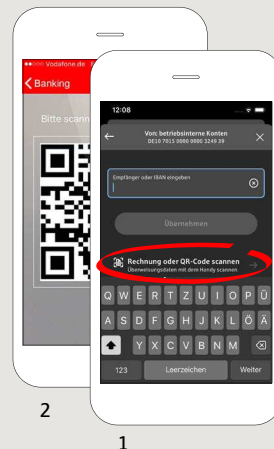 Vodafone.de
Banking
Bitte scann
2
12:08
Von: betriebsinterne Konten
DE10 7015 0000 0000 3249 39
Empfänger oder IBAN eingeben
Übernehmen
Rechnung oder QR-Code scannen
Überweisungsdaten mit dem Handy scannen
Q W E R T Z U I O P Ü
A S D F G H J K L Ö Ä
Y X C V B N M
123 Leerzeichen Weiter
1